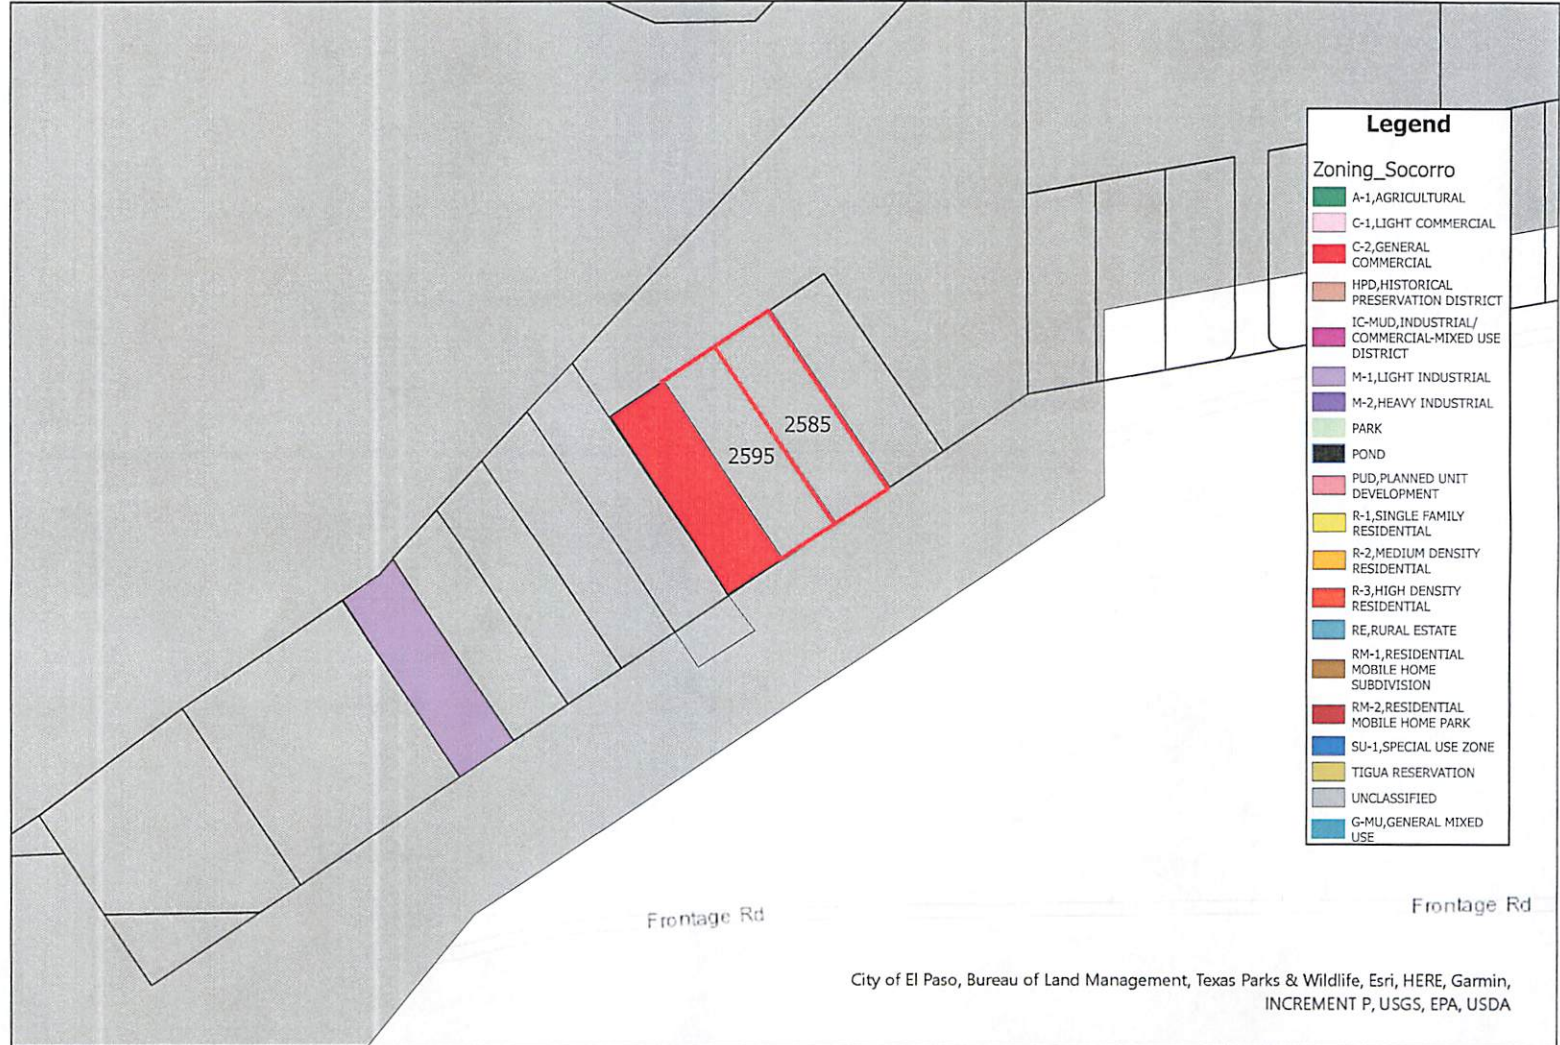 Legend
Zoning_Socorro
A-1,AGRICULTURAL
C-1,LIGHT COMMERCIAL
C-2,GENERAL
COMMERCIAL
HPD,HISTORICAL
PRESERVATION DISTRICT
IC-MUD,INDUSTRIAL/
COMMERCIAL-MIXED USE
DISTRICT
M-1,LIGHT INDUSTRIAL
M-2,HEAVY INDUSTRIAL
PARK
POND
PUD,PLANNED UNIT
DEVELOPMENT
R-1,SINGLE FAMILY
RESIDENTIAL
R-2,MEDIUM DENSITY
RESIDENTIAL
R-3,HIGH DENSITY
RESIDENTIAL
RE,RURAL ESTATE
RM-1,RESIDENTIAL
MOBILE HOME
SUBDIVISION
RM-2,RESIDENTIAL
MOBILE HOME PARK
SU-1,SPECIAL USE ZONE
TIGUA RESERVATION
UNCLASSIFIED
G-MU,GENERAL MIXED
USE
2585
2595
Frontage Rd
Frontage Rd
City of El Paso, Bureau of Land Management, Texas Parks & Wildlife, Esri, HERE, Garmin,
INCREMENT P, USGS, EPA, USDA